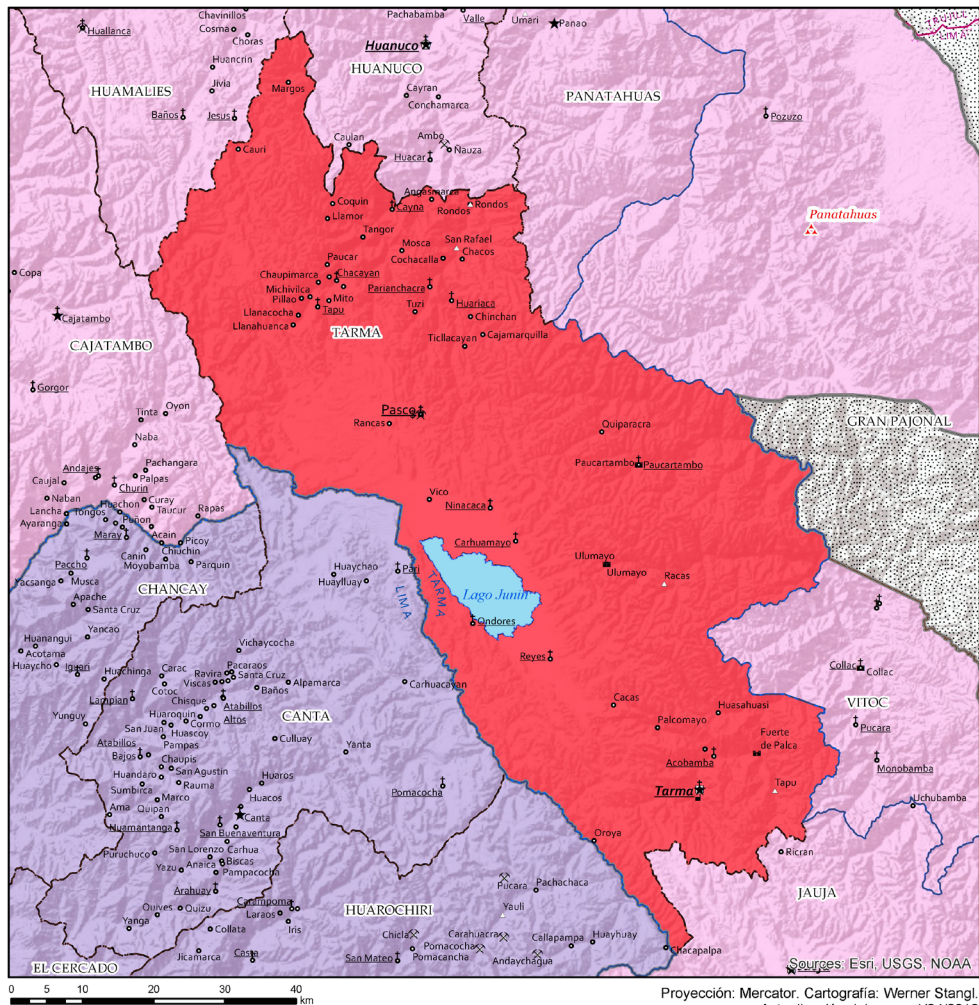 Chavinillos
Pachabamba
Valle
Umari
Panao
Huallanca
Cosma
Choras
Huanuco
LIMA
HUANUCO
Huancrin
HUAMALIES
Jivia
Margos
Cayran
Conchamarca
PANATAHUAS
Baños
Jesus
Pozuzo
Caulan
Ambo
Ñauza
Cauri
Huacar
Angasmarca
Coquin
Cayna
Rondos
Rondos
Llamor
Panatahuas
Tangor
Mosca
San Rafael
Cochacalla
Chacos
Copa
Paucar
Chaupimarca
Chacayan
Michivilca
Parianchacra
Pillao
Mito
Tapu
Huariaca
Cajatambo
Llanacocha
Tuzi
Chinchan
Llanahuanca
TARMA
Cajamarquilla
Ticllacayan
CAJATAMBO
Gorgor
Oyon
Tinta
Pasco
Rancas
GRAN PAJONAL
Quiparacra
Naba
Paucartambo
Paucartambo
Andajes
Pachangara
Caujal
Palpas
Churin
Vico
Naban
Huachon
Curay
Ninacaca
Lancha
Tongos
Taucur
Rapas
Ayaranga
Puñon
Maray
Acain
Picoy
Carhuamayo
Canin
Chiuchin
Paccho
Moyobamba
Parquin
Huaychao
Pari
Ulumayo
Ulumayo
Yacsanga
Musca
CHANCAY
Huaylluay
LIMA
TARMA
Racas
Apache
Lago Junin
Santa Cruz
Ondores
Yancao
Huanangui
Acotama
Vichaycocha
Reyes
Huaycho
Iguari
Huachinga
Carac
Pacaraos
Ravira
Santa Cruz
Collac
Collac
Cotoc
Viscas
Baños
Alpamarca
Carhuacayan
Lampian
Chisque
Atabillos
Altos
Cacas
Huasahuasi
VITOC
Yunguy
Huaroquin
Cormo
CANTA
Palcomayo
Pucara
San Juan
Huascoy
Culluay
Fuerte
de Palca
Atabillos
Bajos
Pampas
Yanta
Acobamba
Monobamba
Chaupis
Huandaro
San Agustin
Huaros
Pomacocha
Sumbirca
Rauma
Tarma
Tapu
Marco
Huacos
Uchubamba
Ama
Quipan
Canta
Huamantanga
San Buenaventura
Oroya
Puruchuco
San Lorenzo
Carhua
Ricran
Yazu
Anaica
Biscas
Pampacocha
Arahuay
Pucara
Pachachaca
JAUJA
Quives
Quizu
Carampoma
HUAROCHIRI
Yauli
Laraos
Yanga
Collata
Iris
Chicla
Carahuacra
Callapampa
Huayhuay
Pomacocha
Chacapalpa
Jicamarca
Casta
San Mateo
Pomacancha
Andaychagua
EL CERCADO
Sources: Esri, USGS, NOAA
0 5 10 20 30 40
km
Proyección: Mercator. Cartografía: Werner Stangl.